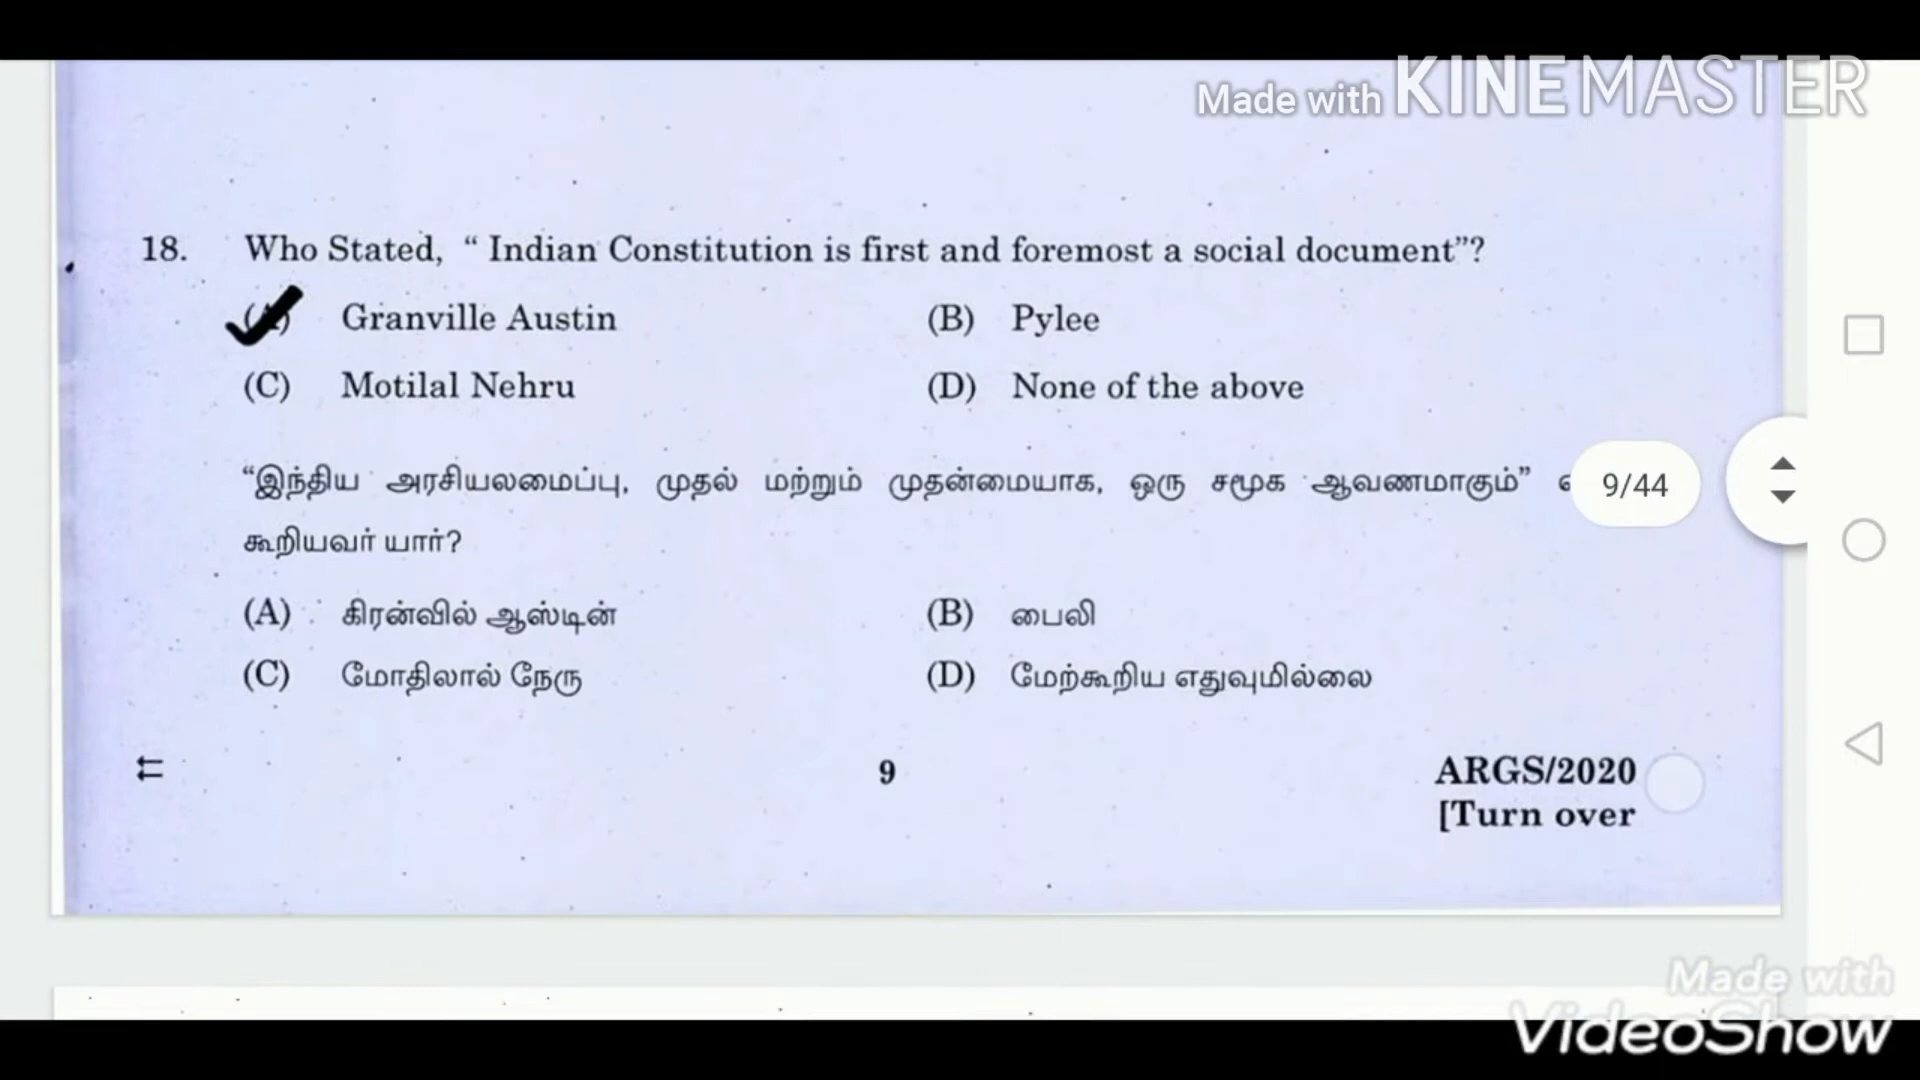 Made with KINEMASTER
18. Who Stated, “ Indian Constitution is first and foremost a social document”?
(A) Granville Austin (B) Pylee
(C) Motilal Nehru (D) None of the above
“இந்திய அரசியலமைப்பு, முதல் மற்றும் முதன்மையாக, ஒரு சமூக ஆவணமாகும்”
9/44
கூறியவர் யார்?
(A) கிரன்வில் ஆஸ்டின் (B) பைலி
(C) மோதிலால் நேரு (D) மேற்கூறிய எதுவுமில்லை
9 ARGS/2020
[Turn over
Made with
VideoShow